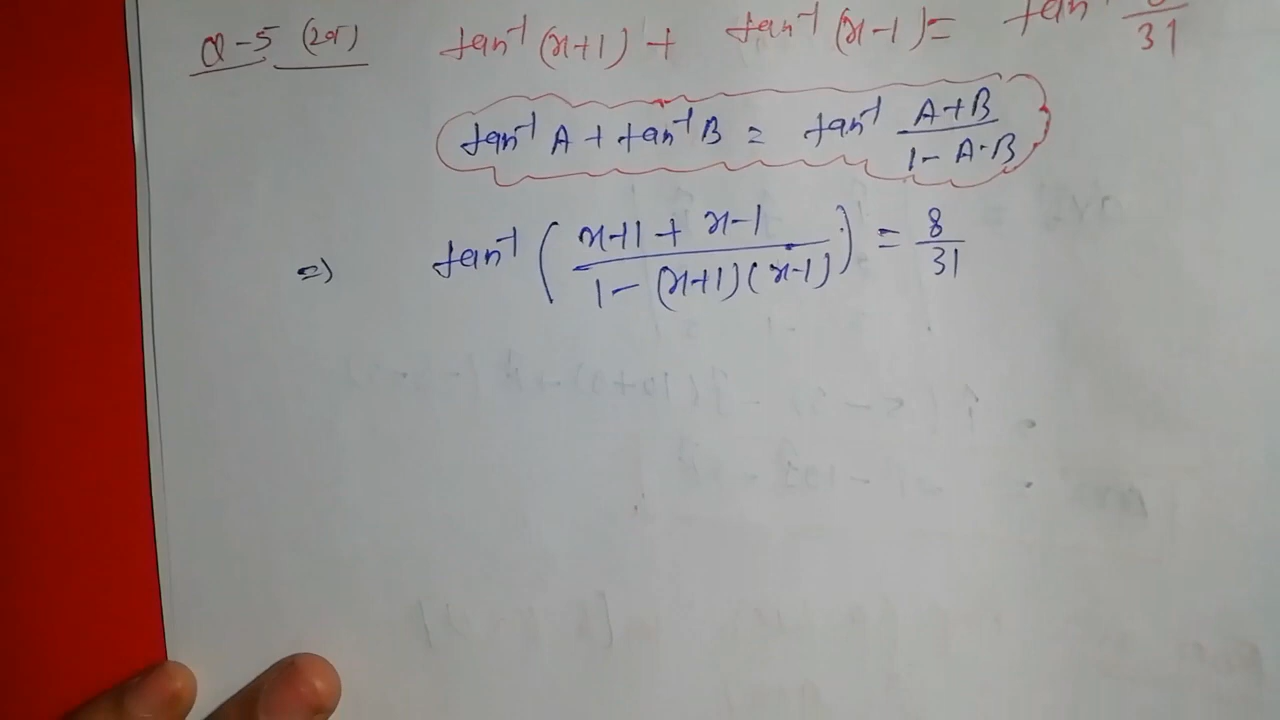 Q-5 (201) tan⁻¹(x+1) + tan⁻¹(x-1) = tan⁻¹ 8/31
tan⁻¹ A + tan⁻¹ B = tan⁻¹ A+B / 1-A·B
⇒ tan⁻¹ ( x+1 + x-1 / 1-(x+1)(x-1) ) = 8/31